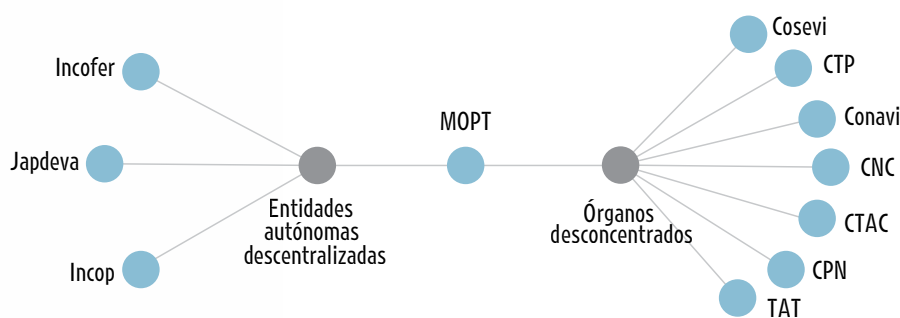 Cosevi
Incofer
CTP
MOPT
Conavi
Japdeva
CNC
Entidades
autónomas
descentralizadas
Órganos
desconcentrados
CTAC
Incop
CPN
TAT